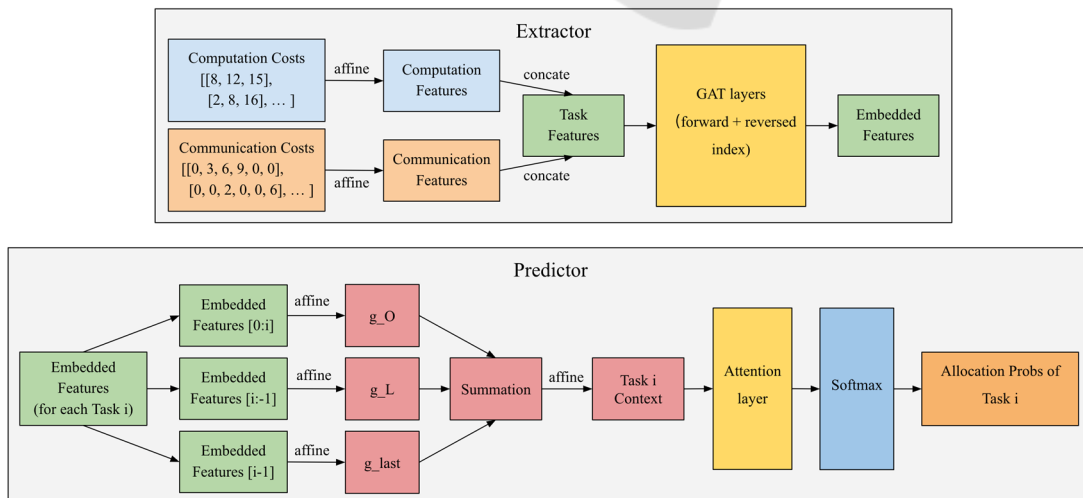 Extractor
Computation Costs
[[8, 12, 15],
[2, 8, 16], … ]
affine
Computation
Features
concate
Communication Costs
[[0, 3, 6, 9, 0, 0],
[0, 0, 2, 0, 0, 6], … ]
affine
Communication
Features
concate
Task
Features
GAT layers
(forward + reversed
index)
Embedded
Features
Predictor
Embedded
Features
(for each Task i)
Embedded
Features [0:i]
affine
g_O
Embedded
Features [i:-1]
affine
g_L
Embedded
Features [i-1]
affine
g_last
Summation
affine
Task i
Context
Attention
layer
Softmax
Allocation Probs of
Task i